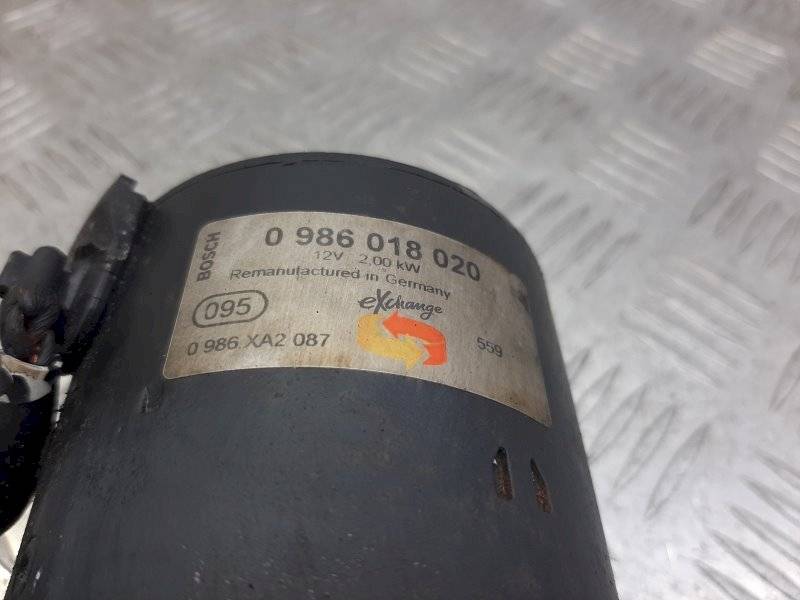 BOSCH
0 986 018 020
12V 2,00 kW
Remanufactured in Germany
eXchange
095
0 986 XA2 087
559